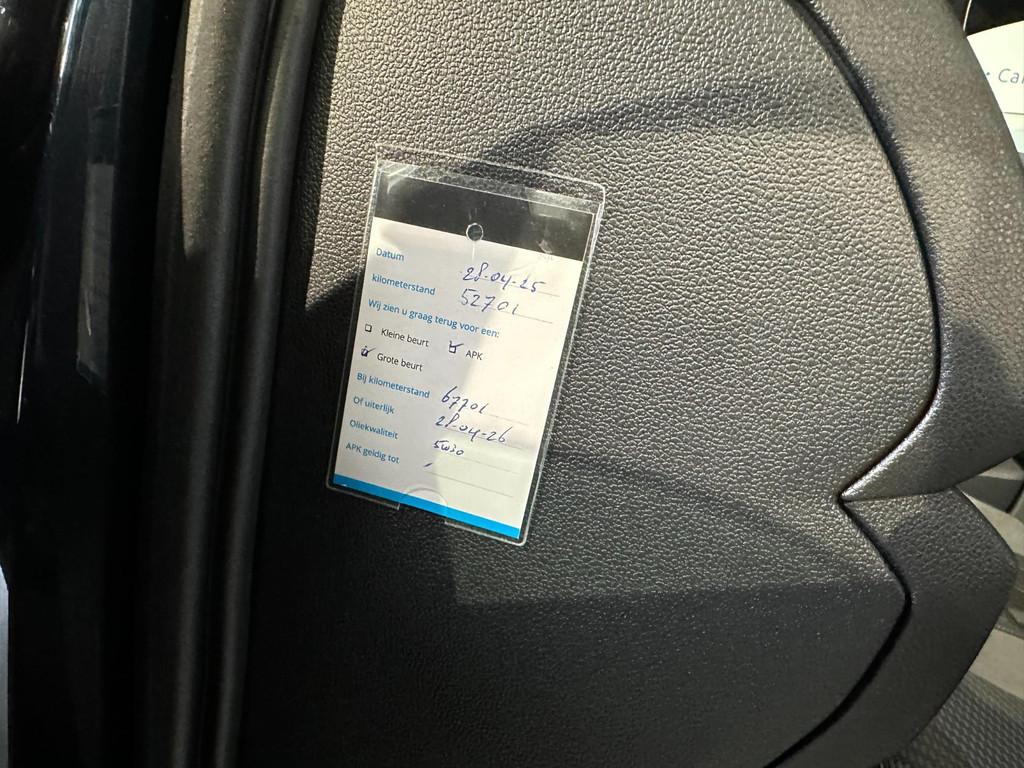 Datum 28-04-25
kilometerstand 52701
Wij zien u graag terug voor een:
Kleine beurt APK
Grote beurt
Bij kilometerstand 67701
Of uiterlijk 28-04-26
Oliekwaliteit 5w30
APK geldig tot